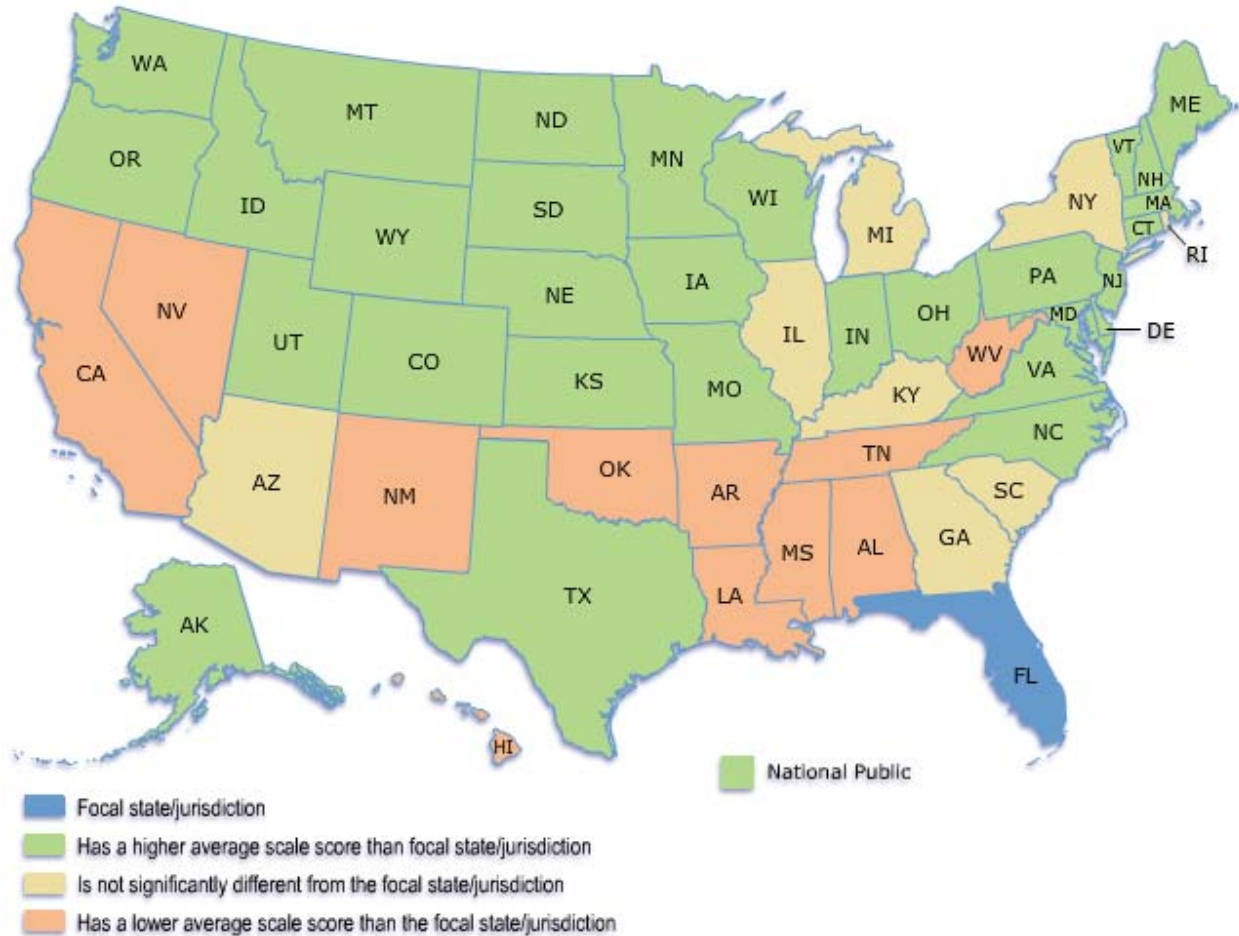 WA
MT
ND
MN
ME
OR
ID
SD
WI
VT
NH
NY
MA
WY
MI
CT
RI
IA
PA
NJ
NE
NV
OH
MD
DE
IL
IN
UT
CO
WV
VA
CA
KS
MO
KY
NC
TN
AZ
OK
NM
AR
SC
MS
AL
GA
TX
LA
AK
FL
HI
National Public
Focal state/jurisdiction
Has a higher average scale score than focal state/jurisdiction
Is not significantly different from the focal state/jurisdiction
Has a lower average scale score than the focal state/jurisdiction